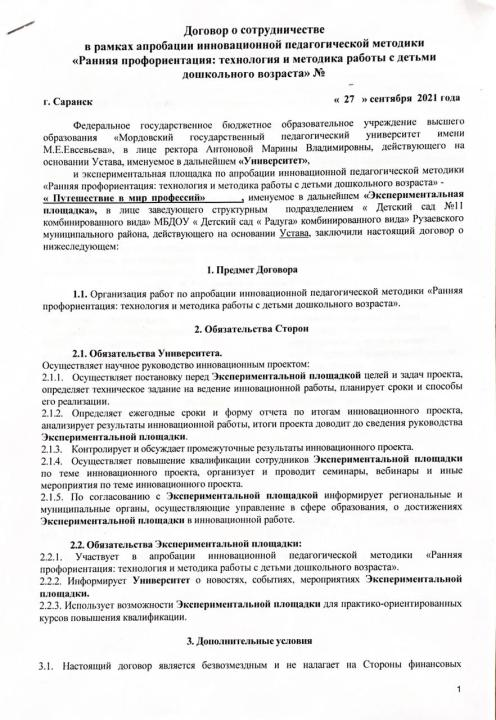 Договор о сотрудничестве
в рамках апробации инновационной педагогической методики
«Ранняя профориентация: технология и методика работы с детьми
дошкольного возраста» №
г. Саранск « 27 » сентября 2021 года
Федеральное государственное бюджетное образовательное учреждение высшего
образования «Мордовский государственный педагогический университет имени
М.Е.Евсевьева», в лице ректора Антоновой Марины Владимировны, действующего на
основании Устава, именуемое в дальнейшем «Университет»,
и экспериментальная площадка по апробации инновационной педагогической методики
«Ранняя профориентация: технология и методика работы с детьми дошкольного возраста» -
« Путешествие в мир профессий» , именуемое в дальнейшем «Экспериментальная
площадка», в лице заведующего структурным подразделением « Детский сад №11
комбинированного вида» МБДОУ « Детский сад « Радуга» комбинированного вида» Рузаевского
муниципального района, действующего на основании Устава, заключили настоящий договор о
нижеследующем:
1. Предмет Договора
1.1. Организация работ по апробации инновационной педагогической методики «Ранняя
профориентация: технология и методика работы с детьми дошкольного возраста».
2. Обязательства Сторон
2.1. Обязательства Университета.
Осуществляет научное руководство инновационным проектом:
2.1.1. Осуществляет постановку перед Экспериментальной площадкой целей и задач проекта,
определяет техническое задание на ведение инновационной работы, планирует сроки и способы
его реализации.
2.1.2. Определяет ежегодные сроки и форму отчета по итогам инновационного проекта,
анализирует результаты инновационной работы, итоги проекта доводит до сведения руководства
Экспериментальной площадки.
2.1.3. Контролирует и обсуждает промежуточные результаты инновационного проекта.
2.1.4. Осуществляет повышение квалификации сотрудников Экспериментальной площадки
по теме инновационного проекта, организует и проводит семинары, вебинары и иные
мероприятия по теме инновационного проекта.
2.1.5. По согласованию с Экспериментальной площадкой информирует региональные и
муниципальные органы, осуществляющие управление в сфере образования, о достижениях
Экспериментальной площадки в инновационной работе.
2.2. Обязательства Экспериментальной площадки:
2.2.1. Участвует в апробации инновационной педагогической методики «Ранняя
профориентация: технология и методика работы с детьми дошкольного возраста».
2.2.2. Информирует Университет о новостях, событиях, мероприятиях Экспериментальной
площадки.
2.2.3. Использует возможности Экспериментальной площадки для практико-ориентированных
курсов повышения квалификации.
3. Дополнительные условия
3.1. Настоящий договор является безвозмездным и не налагает на Стороны финансовых
1